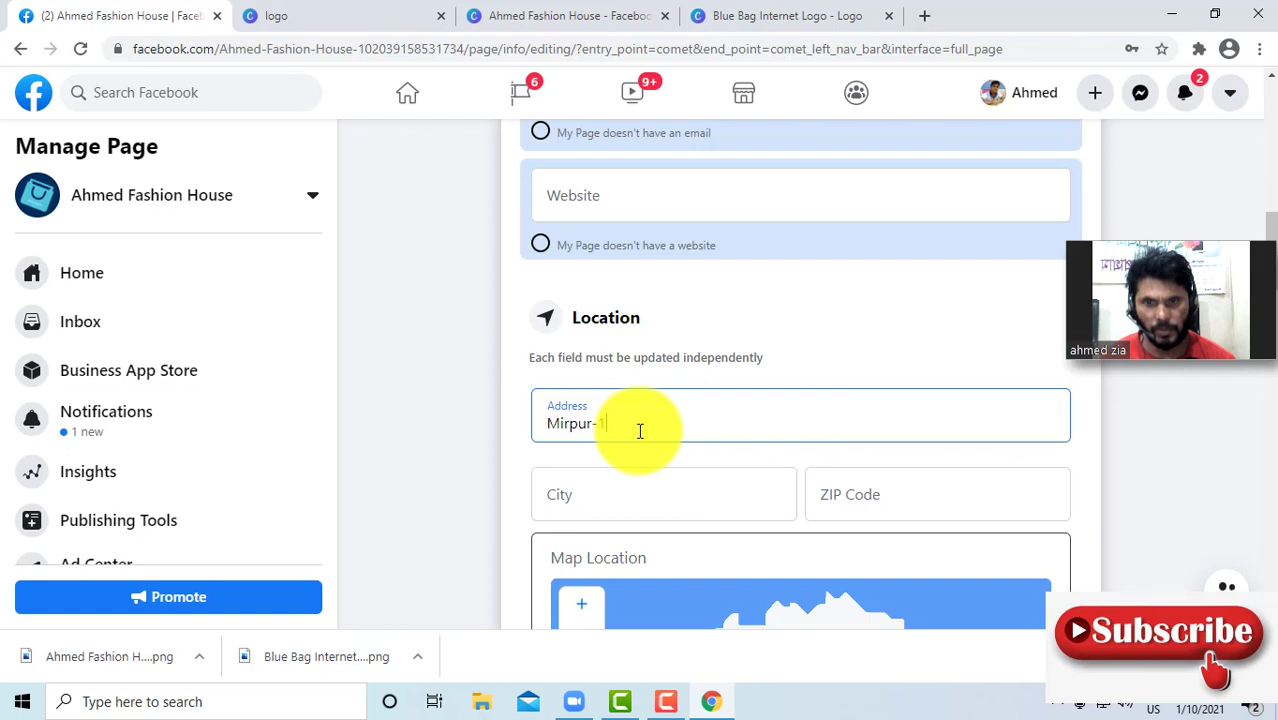 (2) Ahmed Fashion House | Faceb
logo
Ahmed Fashion House - Facebook
Blue Bag Internet Logo - Logo
facebook.com/Ahmed-Fashion-House-102039158531734/page/info/editing/?entry_point=comet&end_point=comet_left_nav_bar&interface=full_page
Search Facebook
6
9+
Ahmed
2
Manage Page
Ahmed Fashion House
Home
Inbox
Business App Store
Notifications
1 new
Insights
Publishing Tools
Ad Center
Promote
My Page doesn't have an email
Website
My Page doesn't have a website
Location
Each field must be updated independently
Address
Mirpur-1
City
ZIP Code
Map Location
+
ahmed zia
Subscribe
Ahmed Fashion H....png
Blue Bag Internet....png
Type here to search
US
1/10/2021
2